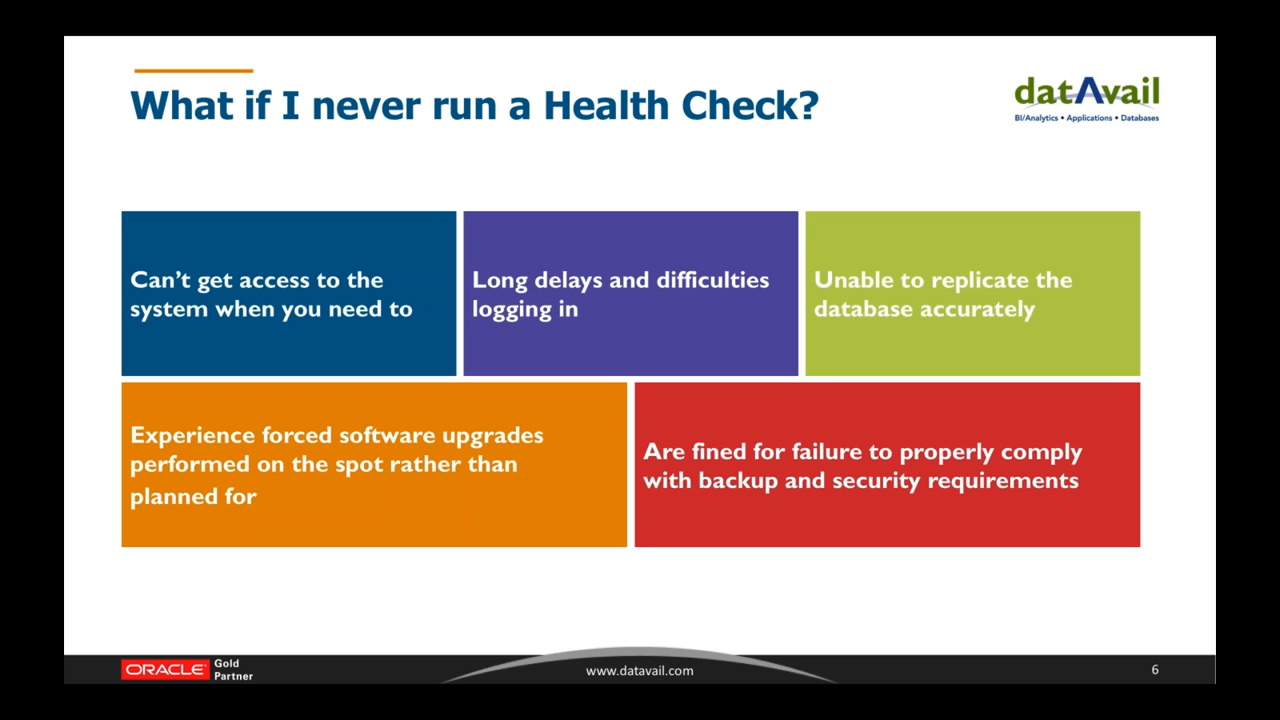 What if I never run a Health Check?
datAvail
BI/Analytics • Applications • Databases
Can’t get access to the
system when you need to
Long delays and difficulties
logging in
Unable to replicate the
database accurately
Experience forced software upgrades
performed on the spot rather than
planned for
Are fined for failure to properly comply
with backup and security requirements
ORACLE
Gold
Partner
www.datavail.com
6